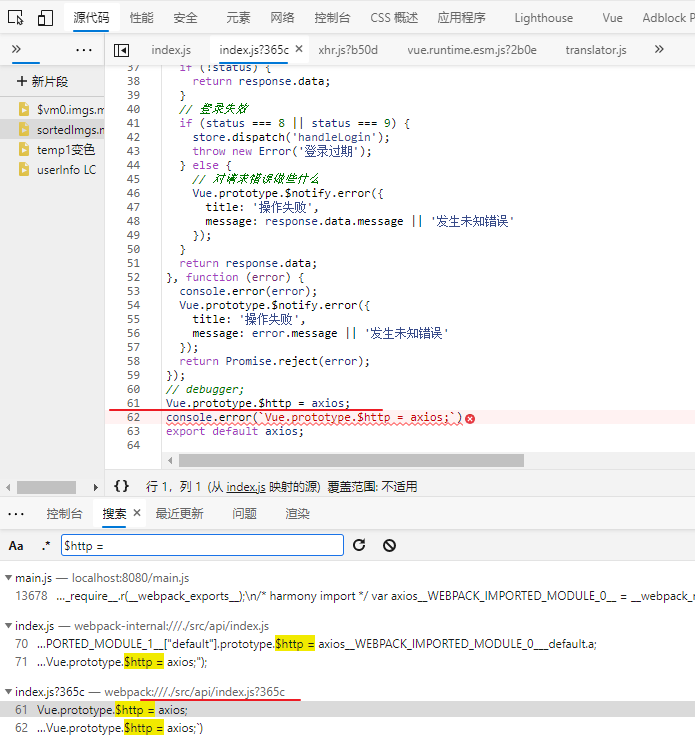 源代码 性能 安全 元素 网络 控制台 CSS 概述 应用程序 Lighthouse Vue Adblock P
» ··· index.js index.js?365c × xhr.js?b50d vue.runtime.esm.js?2b0e translator.js »
+ 新片段
$vm0.imgs.m
sortedImgs.m
temp1变色
userInfo LC
37 if (!status) {
38 return response.data;
39 }
40 // 登录失效
41 if (status === 8 || status === 9) {
42 store.dispatch('handleLogin');
43 throw new Error('登录过期');
44 } else {
45 // 对请求错误做些什么
46 Vue.prototype.$notify.error({
47 title: '操作失败',
48 message: response.data.message || '发生未知错误'
49 });
50 }
51 return response.data;
52 }, function (error) {
53 console.error(error);
54 Vue.prototype.$notify.error({
55 title: '操作失败',
56 message: error.message || '发生未知错误'
57 });
58 return Promise.reject(error);
59 });
60 // debugger;
61 Vue.prototype.$http = axios;
62 console.error(`Vue.prototype.$http = axios;`)
63 export default axios;
64
{} 行 1，列 1 (从 index.js 映射的源) 覆盖范围: 不适用
··· 控制台 搜索 × 最近更新 问题 渲染
Aa .* $http =
main.js — localhost:8080/main.js
13678 …_require__.r(__webpack_exports__);\n/* harmony import */ var axios__WEBPACK_IMPORTED_MODULE_0__ = __webpack_r
index.js — webpack-internal:///./src/api/index.js
70 …PORTED_MODULE_1__["default"].prototype.$http = axios__WEBPACK_IMPORTED_MODULE_0___default.a;
71 …Vue.prototype.$http = axios;");
index.js?365c — webpack:///./src/api/index.js?365c
61 Vue.prototype.$http = axios;
62 …Vue.prototype.$http = axios;`)